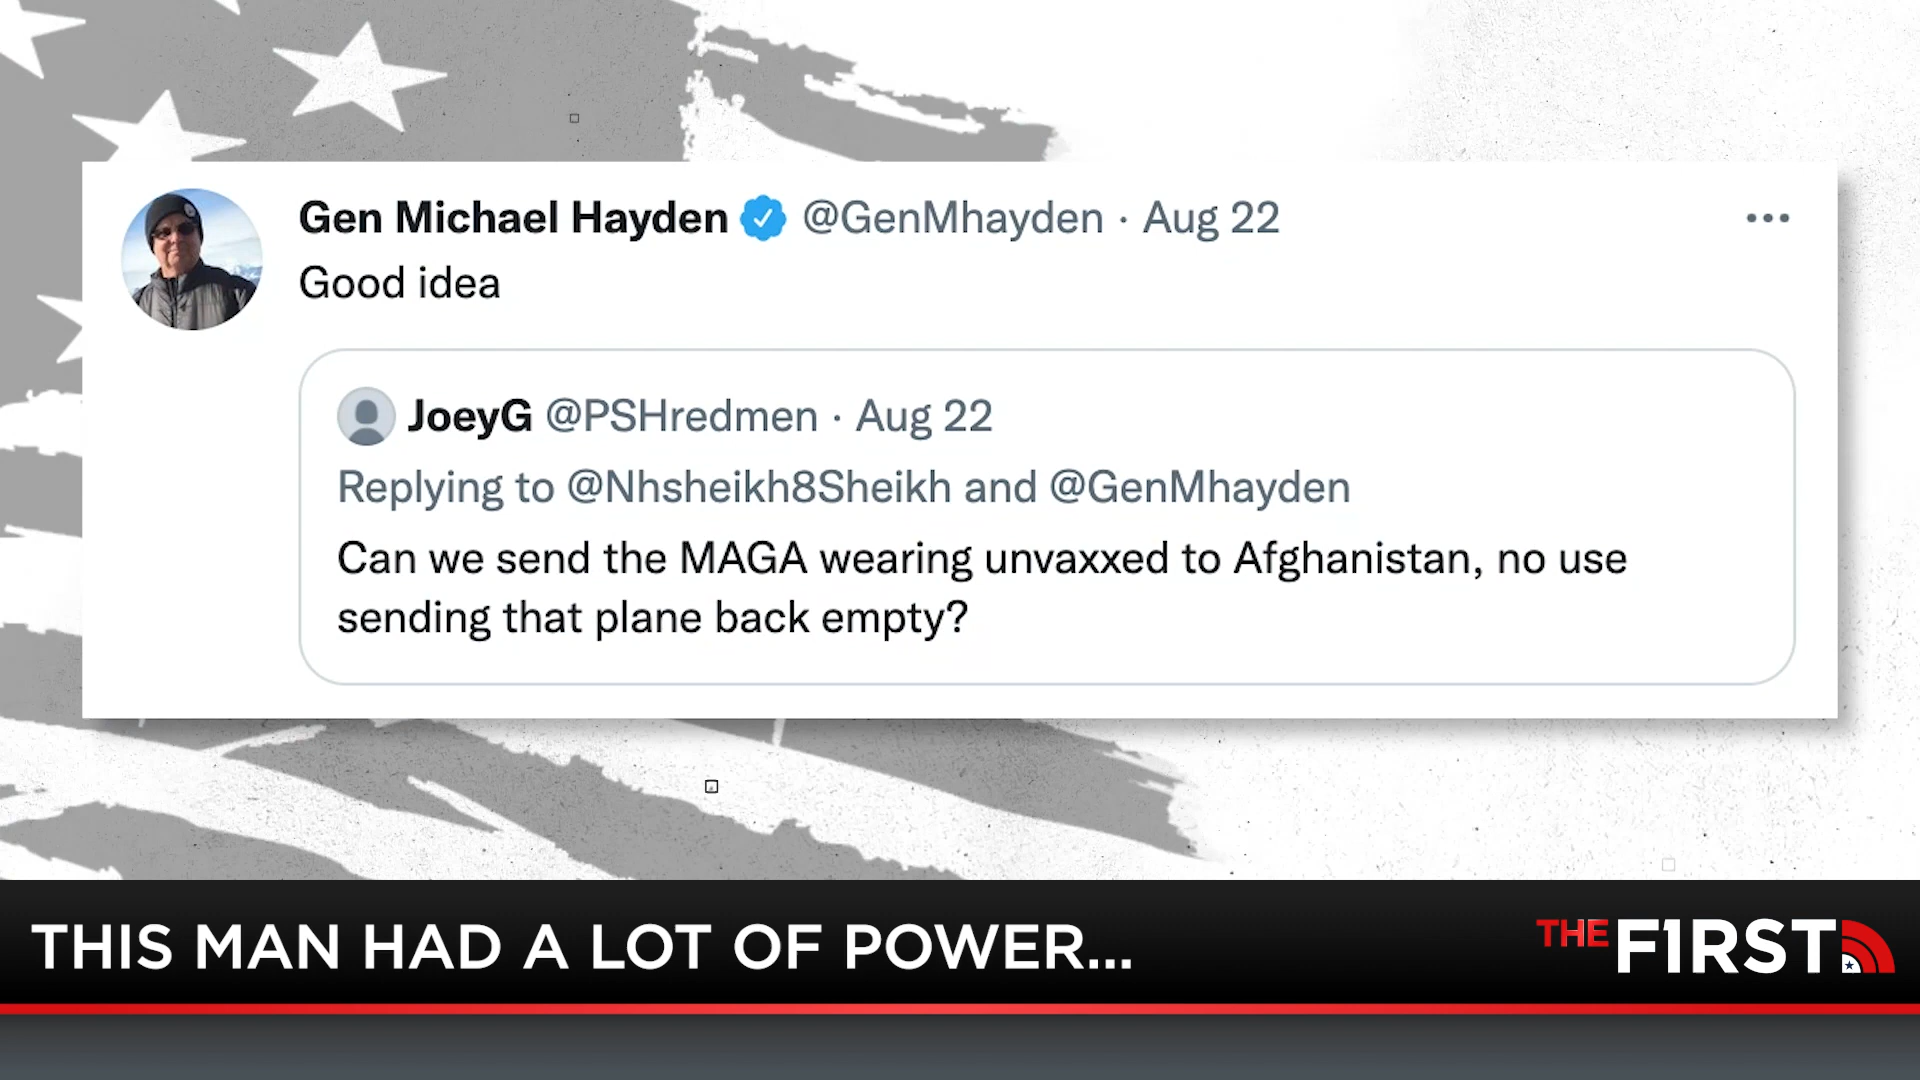 Gen Michael Hayden @GenMhayden · Aug 22
Good idea
JoeyG @PSHredmen · Aug 22
Replying to @Nhsheikh8Sheikh and @GenMhayden
Can we send the MAGA wearing unvaxxed to Afghanistan, no use
sending that plane back empty?
THIS MAN HAD A LOT OF POWER...
THE FIRST